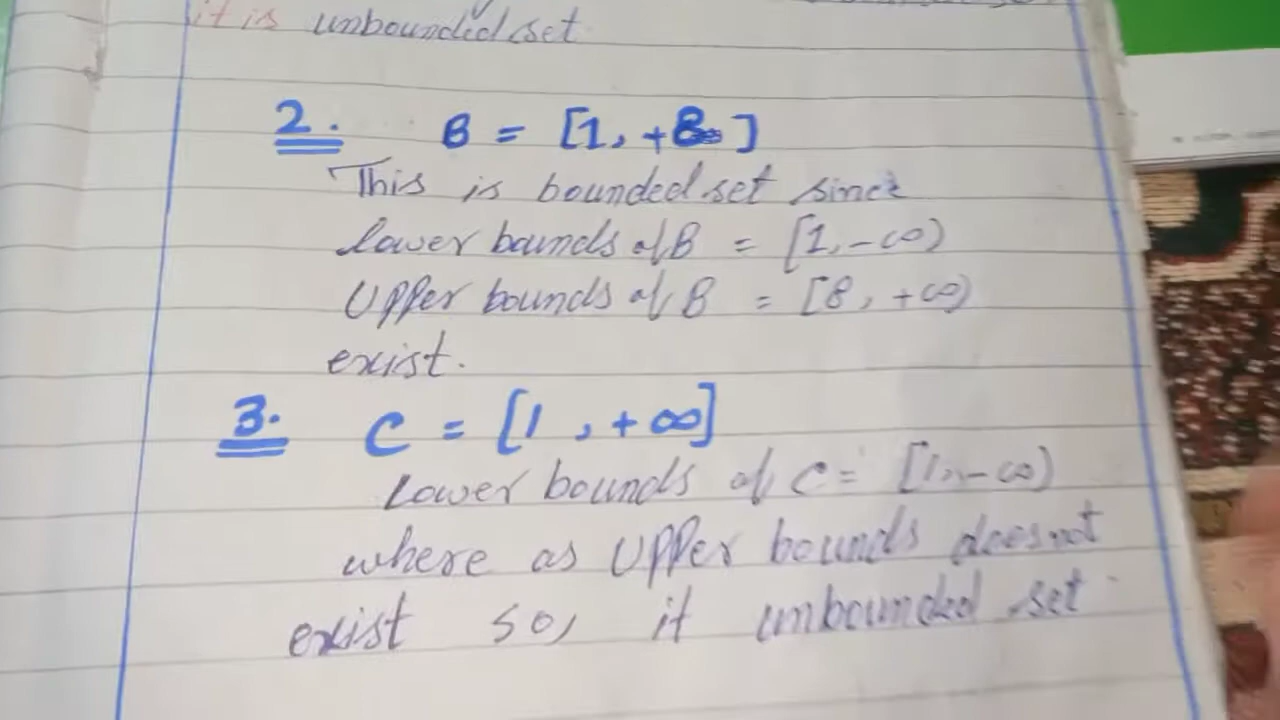 it is unbounded set
2. B = [1, +8]
This is bounded set since
lower bounds of B = [1, -∞)
Upper bounds of B = [8, +∞)
exist.
3. C = [1, +∞]
Lower bounds of C = [1, -∞)
where as Upper bounds does not
exist so, it unbounded set